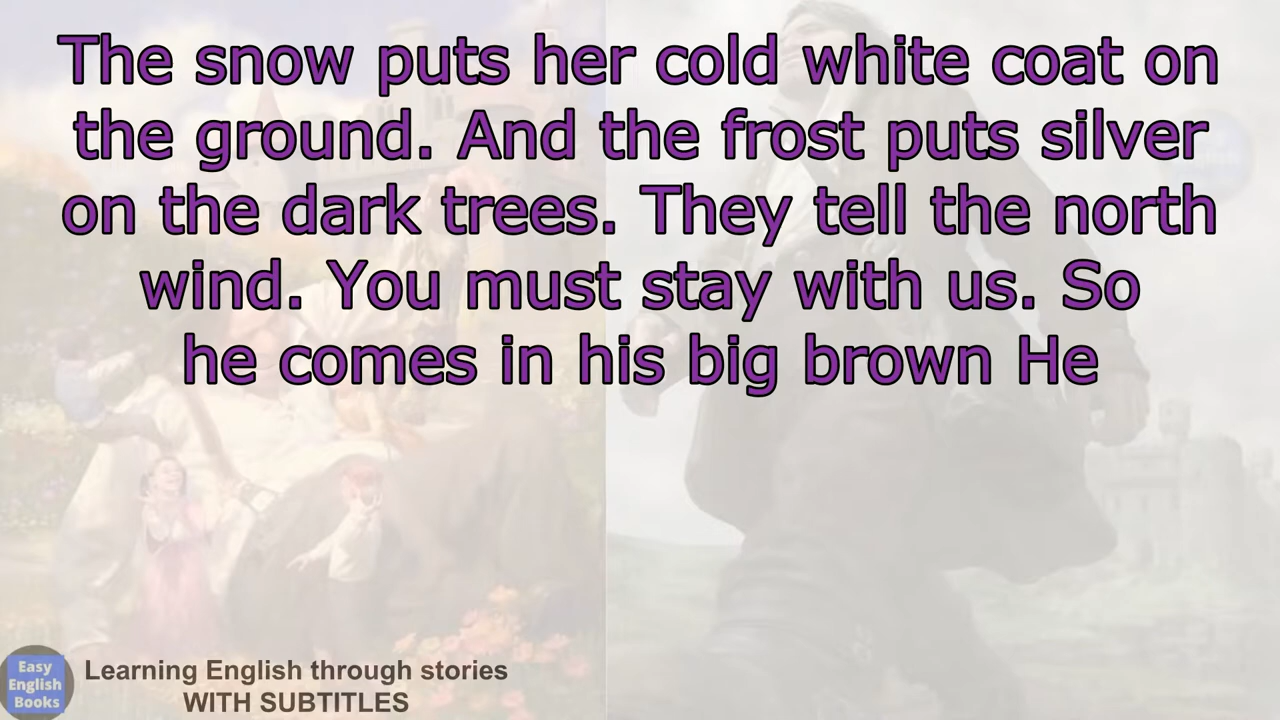 The snow puts her cold white coat on
the ground. And the frost puts silver
on the dark trees. They tell the north
wind. You must stay with us. So
he comes in his big brown He
Easy
English
Books
Learning English through stories
WITH SUBTITLES